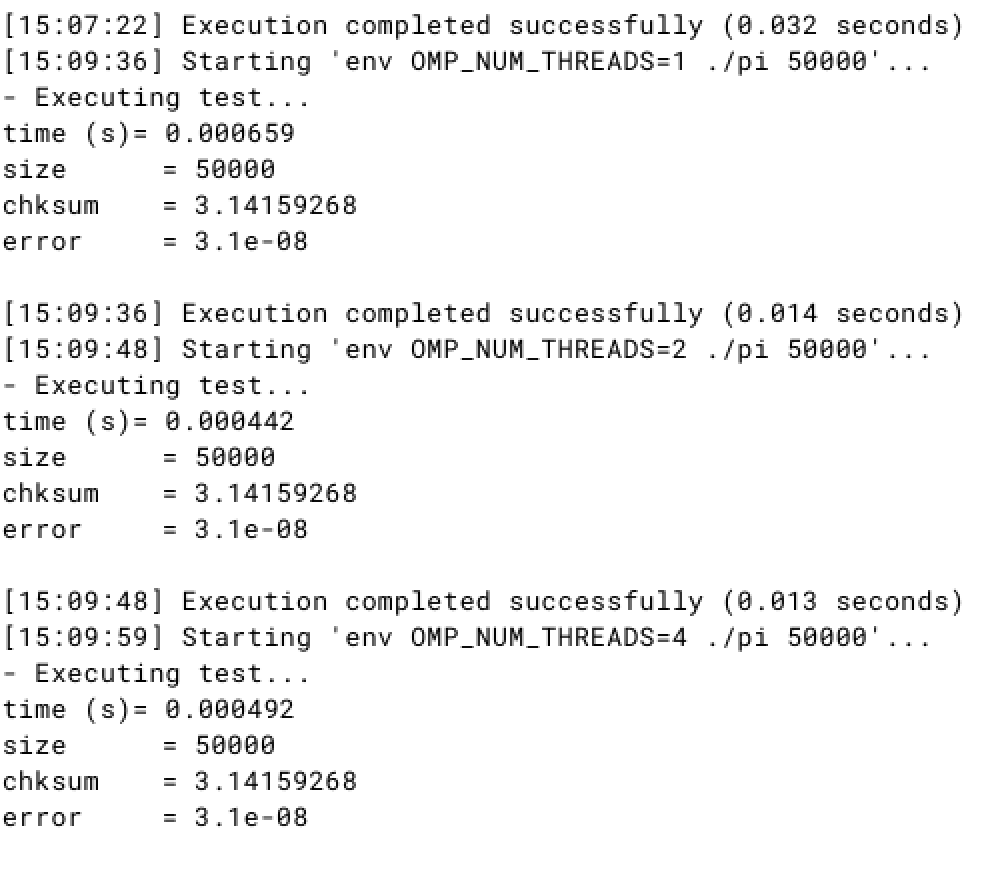 [15:07:22] Execution completed successfully (0.032 seconds)
[15:09:36] Starting 'env OMP_NUM_THREADS=1 ./pi 50000'...
- Executing test...
time (s)= 0.000659
size      = 50000
chksum    = 3.14159268
error     = 3.1e-08

[15:09:36] Execution completed successfully (0.014 seconds)
[15:09:48] Starting 'env OMP_NUM_THREADS=2 ./pi 50000'...
- Executing test...
time (s)= 0.000442
size      = 50000
chksum    = 3.14159268
error     = 3.1e-08

[15:09:48] Execution completed successfully (0.013 seconds)
[15:09:59] Starting 'env OMP_NUM_THREADS=4 ./pi 50000'...
- Executing test...
time (s)= 0.000492
size      = 50000
chksum    = 3.14159268
error     = 3.1e-08